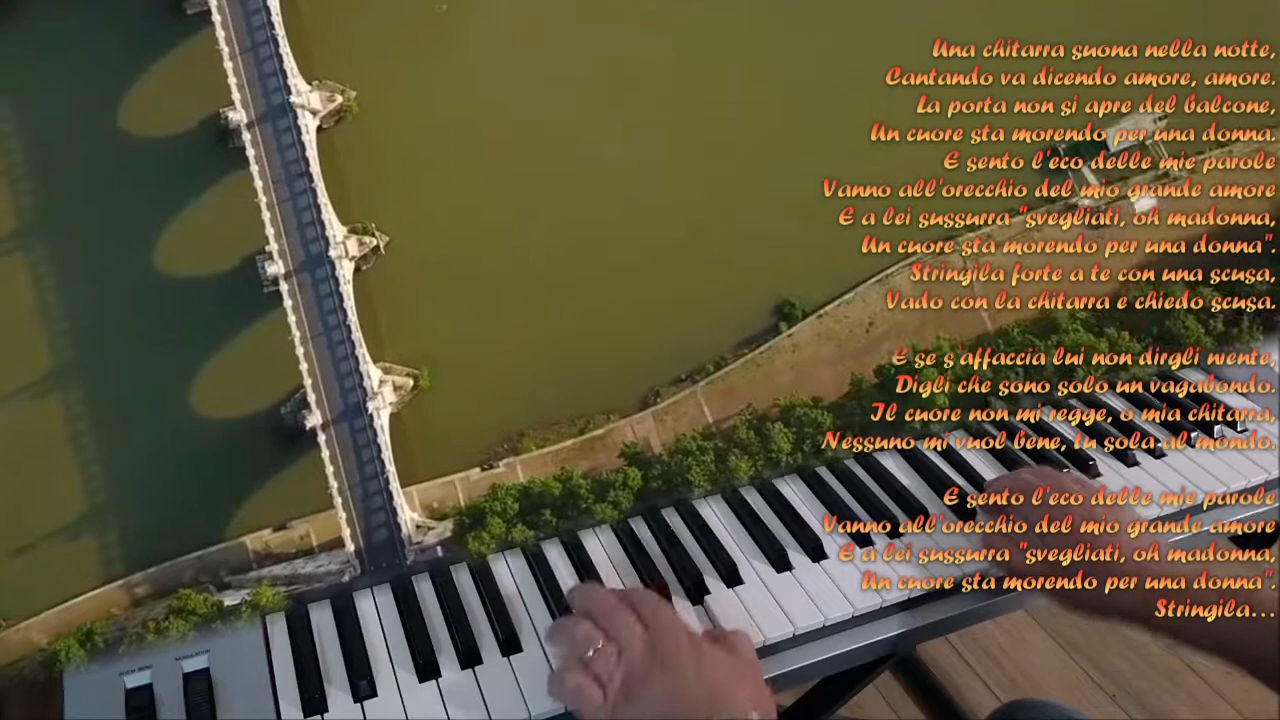 Una chitarra suona nella notte,
Cantando va dicendo amore, amore.
La porta non si apre del balcone,
Un cuore sta morendo per una donna.
E sento l'eco delle mie parole
Vanno all'orecchio del mio grande amore
E a lei sussurra "svegliati, oh madonna,
Un cuore sta morendo per una donna".
Stringila forte a te con una scusa,
Vado con la chitarra e chiedo scusa.
E se s'affaccia lui non dirgli niente,
Digli che sono solo un vagabondo.
Il cuore non mi regge, o mia chitarra,
Nessuno mi vuol bene, tu sola al mondo.
E sento l'eco delle mie parole
Vanno all'orecchio del mio grande amore
E a lei sussurra "svegliati, oh madonna,
Un cuore sta morendo per una donna".
Stringila...
PITCH BEND
MODULATION